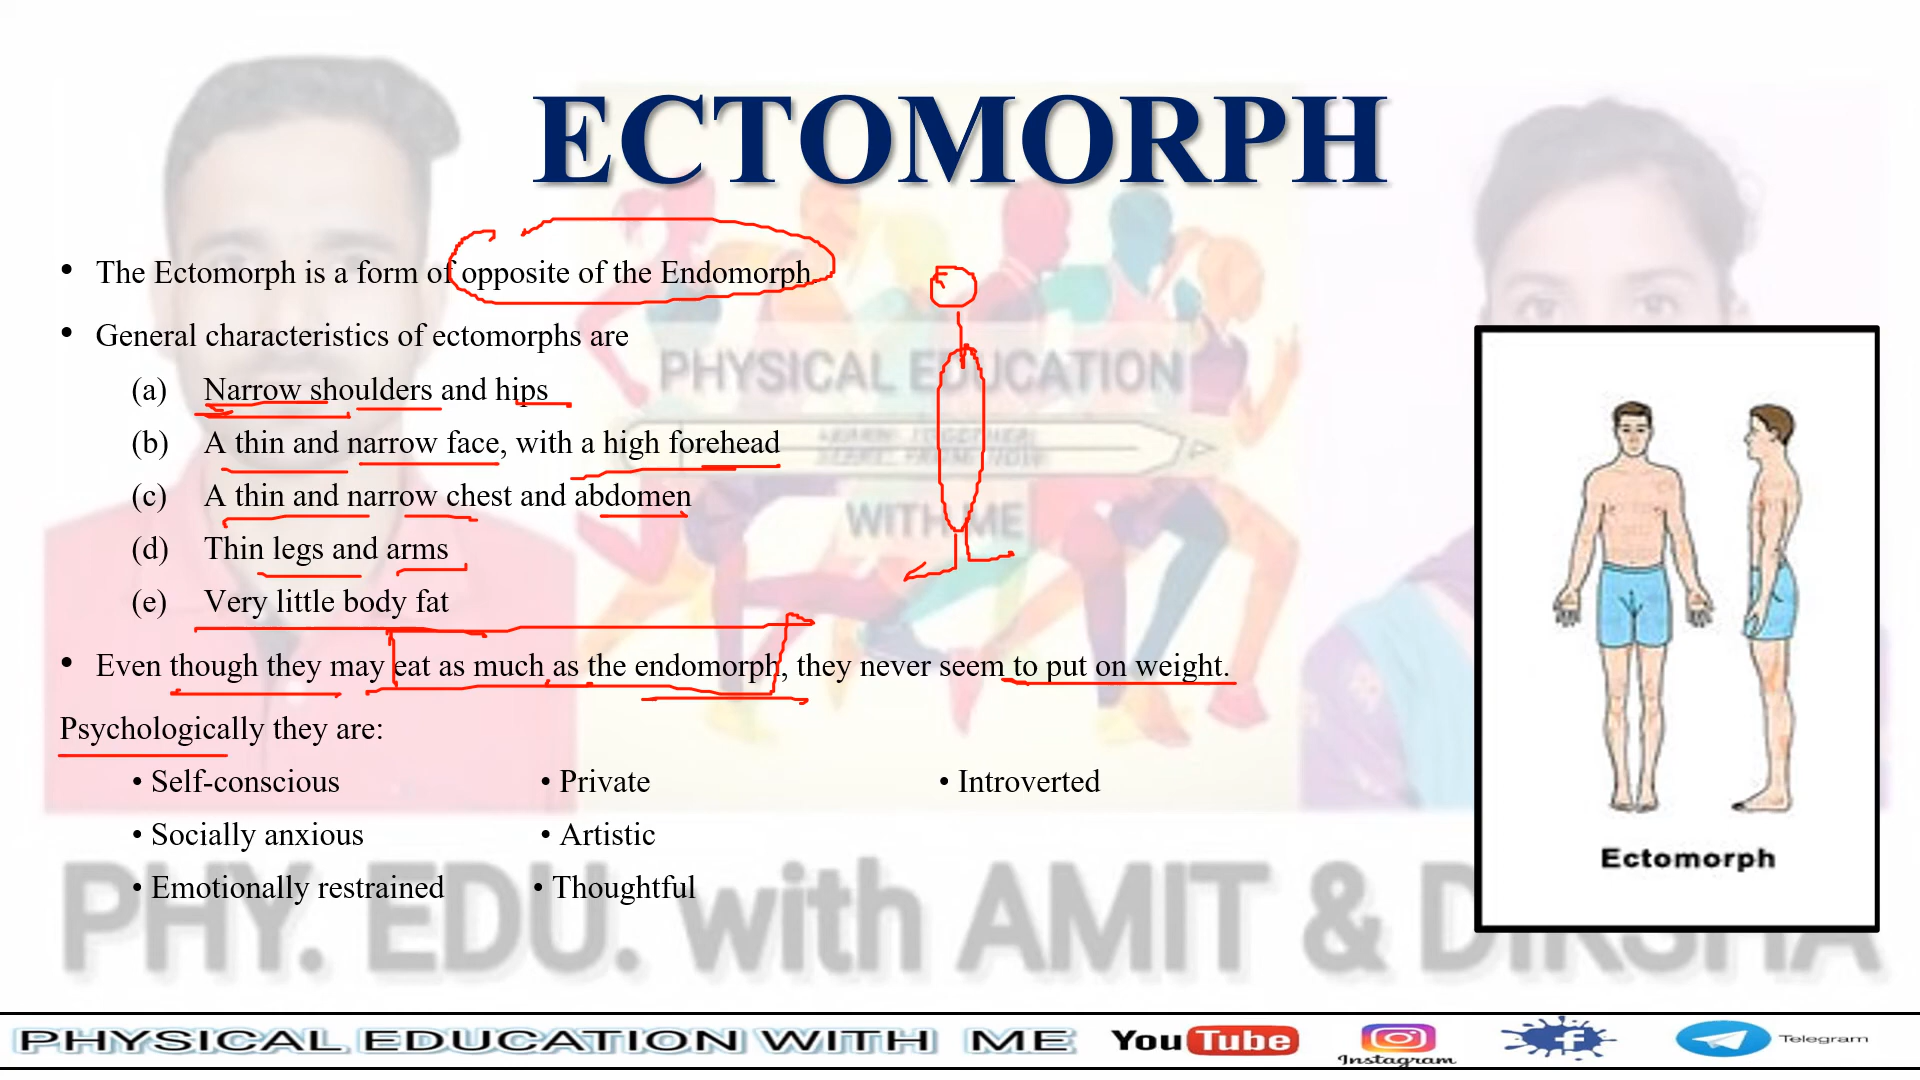 ECTOMORPH
• The Ectomorph is a form of opposite of the Endomorph
• General characteristics of ectomorphs are
(a) Narrow shoulders and hips
(b) A thin and narrow face, with a high forehead
(c) A thin and narrow chest and abdomen
(d) Thin legs and arms
(e) Very little body fat
• Even though they may eat as much as the endomorph, they never seem to put on weight.
Psychologically they are:
• Self-conscious • Private • Introverted
• Socially anxious • Artistic
• Emotionally restrained • Thoughtful
Ectomorph
PHYSICAL EDUCATION
WITH ME
PHY. EDU. with AMIT & DIKSHA
PHYSICAL EDUCATION WITH ME YouTube Instagram f Telegram